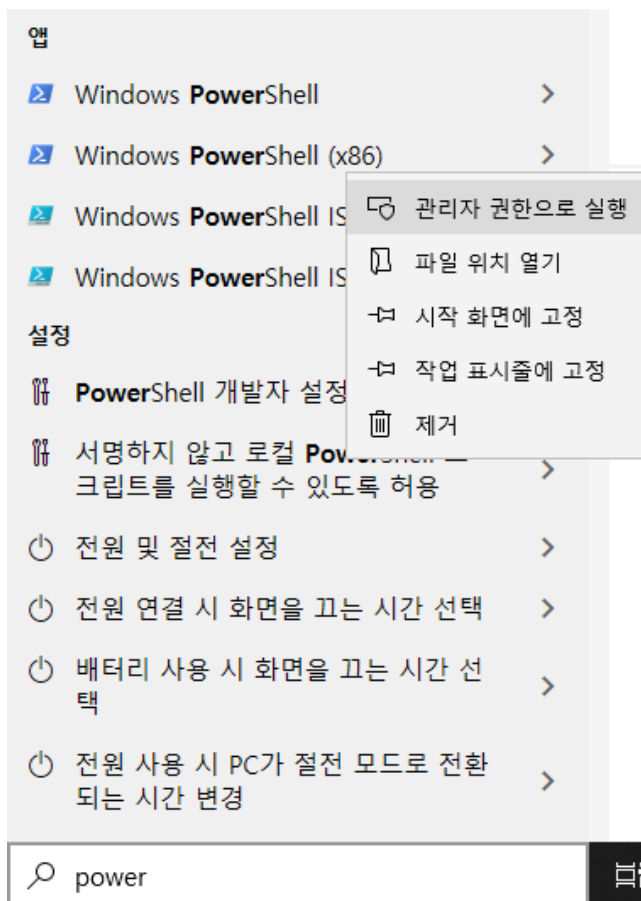 앱
Windows PowerShell
Windows PowerShell (x86)
관리자 권한으로 실행
Windows PowerShell IS
파일 위치 열기
Windows PowerShell IS
시작 화면에 고정
설정
작업 표시줄에 고정
PowerShell 개발자 설정
제거
서명하지 않고 로컬 PowerShell 스
크립트를 실행할 수 있도록 허용
전원 및 절전 설정
전원 연결 시 화면을 끄는 시간 선택
배터리 사용 시 화면을 끄는 시간 선
택
전원 사용 시 PC가 절전 모드로 전환
되는 시간 변경
power